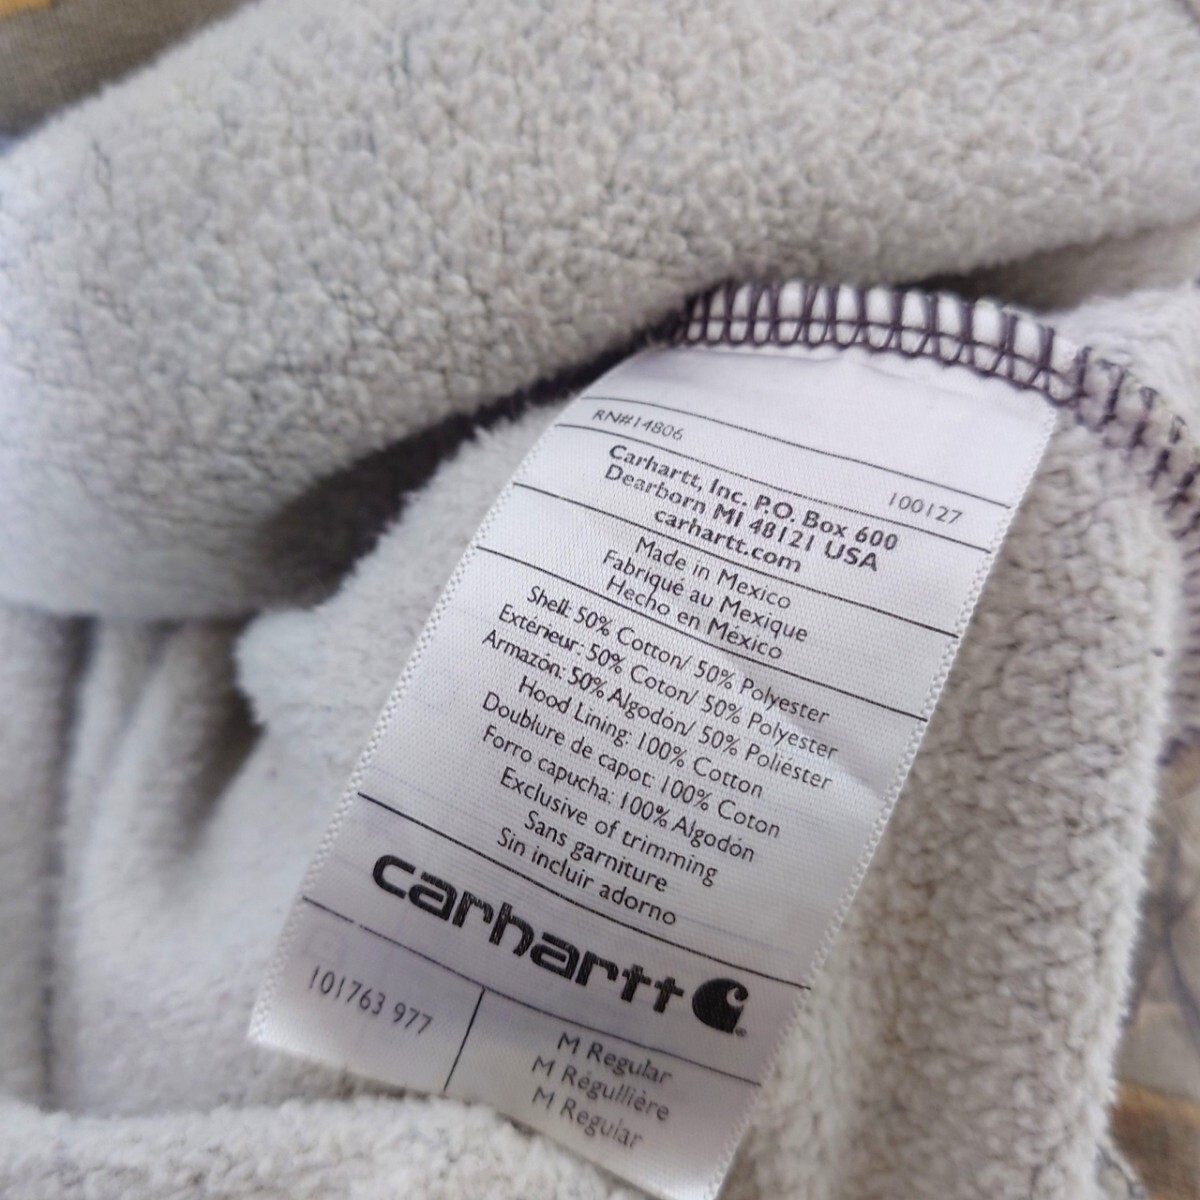 RN#14806
100127
Carhartt, Inc. P.O. Box 600
Dearborn MI 48121 USA
carhartt.com
Made in Mexico
Fabriqué au Mexique
Hecho en México
Shell: 50% Cotton/ 50% Polyester
Extérieur: 50% Coton/ 50% Polyester
Armazón: 50% Algodón/ 50% Poliéster
Hood Lining: 100% Cotton
Doublure de capot: 100% Coton
Forro capucha: 100% Algodón
Exclusive of trimming
Sans garniture
Sin incluir adorno
carhartt
101763 977
M Regular
M Régullière
M Regular